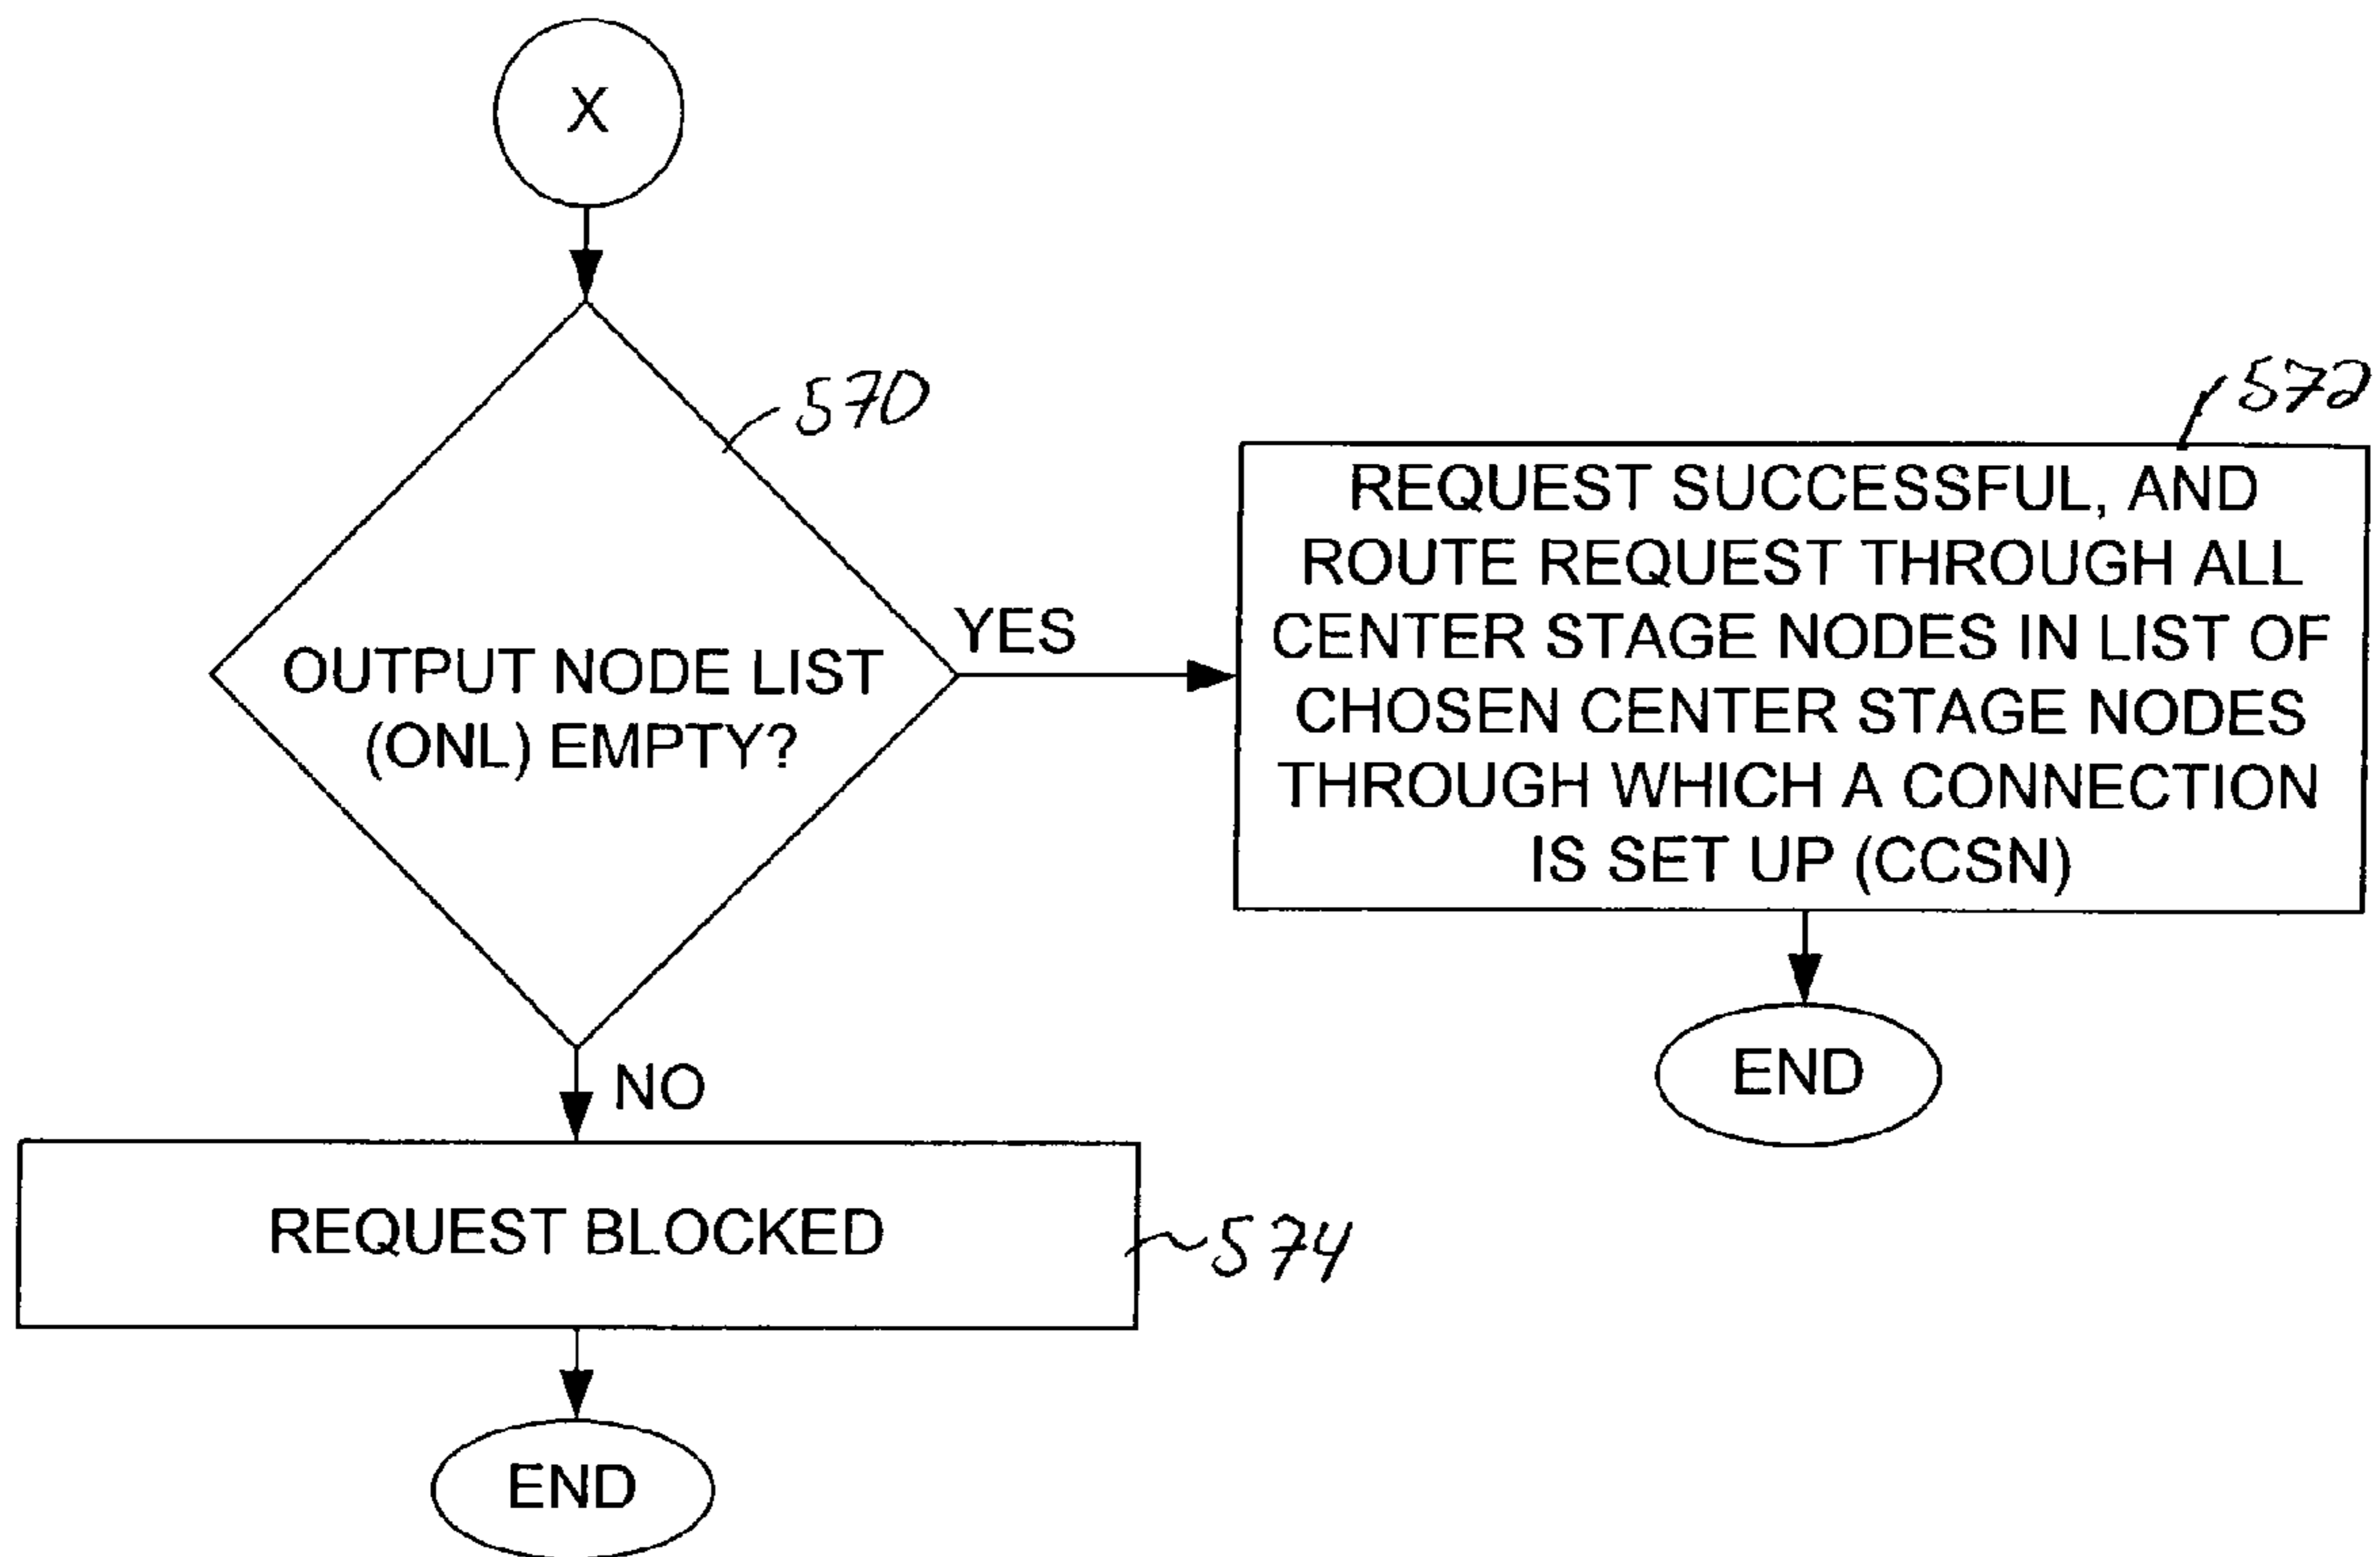 X
570
OUTPUT NODE LIST
(ONL) EMPTY?
YES
572
REQUEST SUCCESSFUL, AND
ROUTE REQUEST THROUGH ALL
CENTER STAGE NODES IN LIST OF
CHOSEN CENTER STAGE NODES
THROUGH WHICH A CONNECTION
IS SET UP (CCSN)
END
NO
REQUEST BLOCKED
574
END